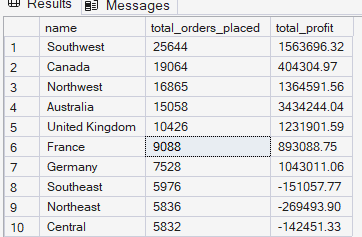 Results Messages
name total_orders_placed total_profit
1 Southwest 25644 1563696.32
2 Canada 19064 404304.97
3 Northwest 16865 1364591.56
4 Australia 15058 3434244.04
5 United Kingdom 10426 1231901.59
6 France 9088 893088.75
7 Germany 7528 1043011.06
8 Southeast 5976 -151057.77
9 Northeast 5836 -269493.90
10 Central 5832 -142451.33